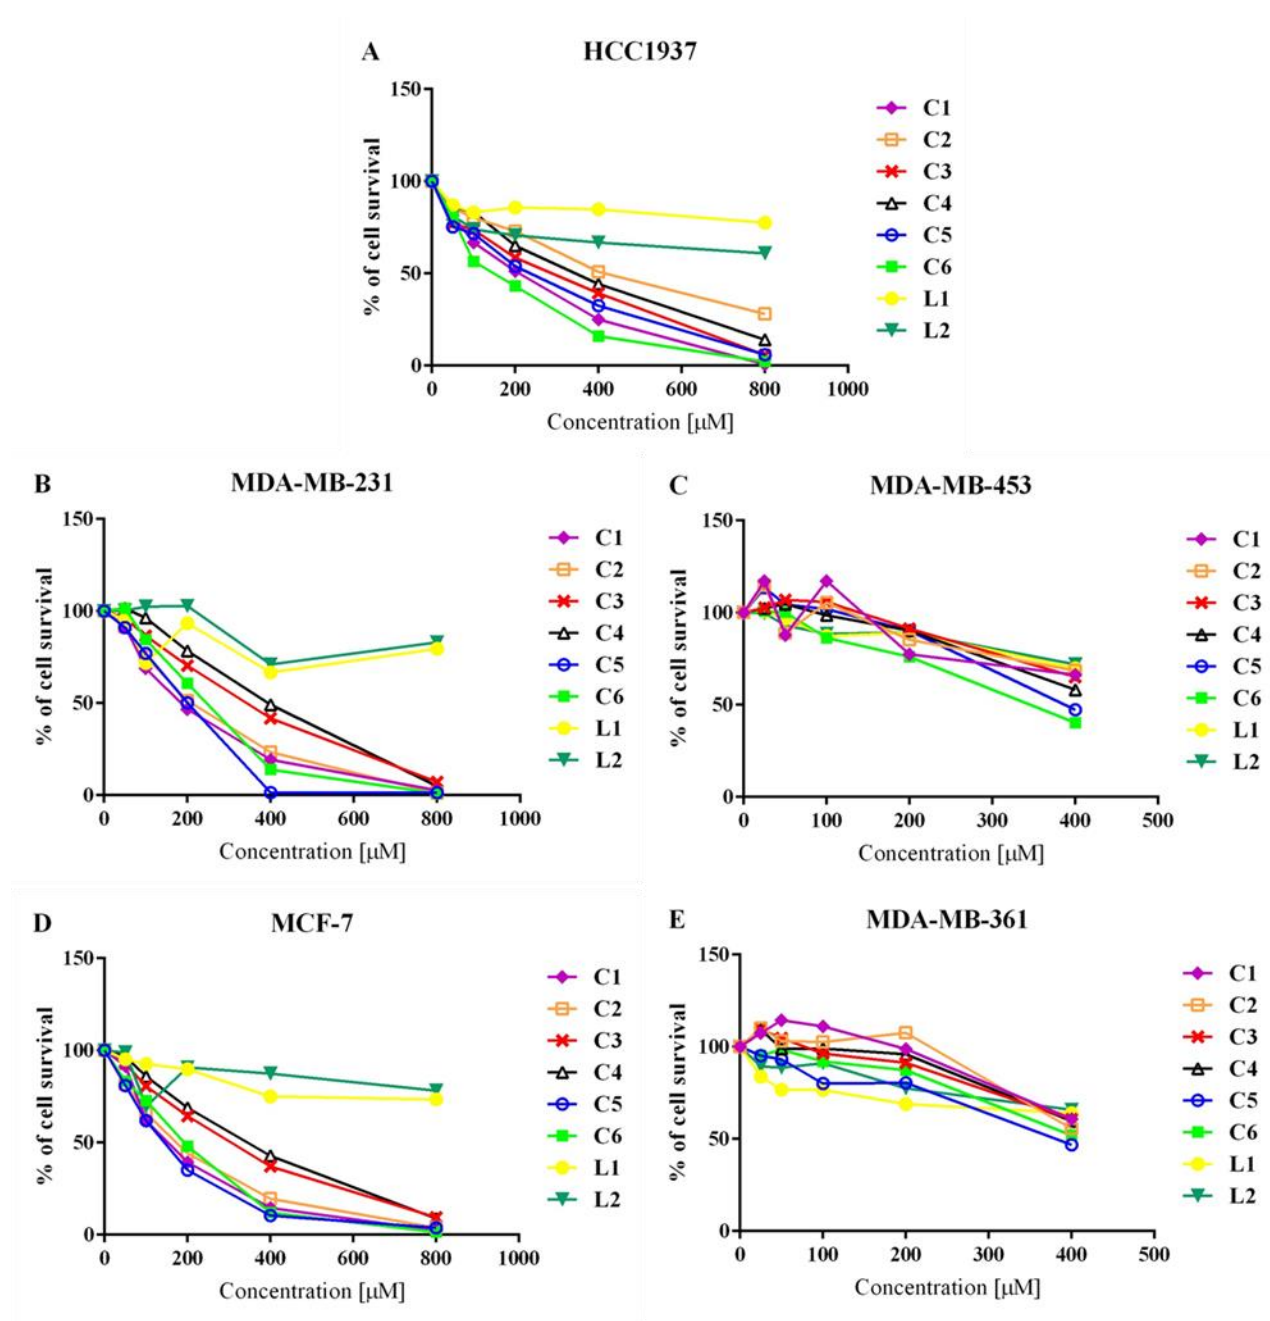 A HCC1937
% of cell survival
150
100
50
0
0 200 400 600 800 1000
Concentration [µM]
C1
C2
C3
C4
C5
C6
L1
L2
B MDA-MB-231
% of cell survival
150
100
50
0
0 200 400 600 800 1000
Concentration [µM]
C1
C2
C3
C4
C5
C6
L1
L2
C MDA-MB-453
% of cell survival
150
100
50
0
0 100 200 300 400 500
Concentration [µM]
C1
C2
C3
C4
C5
C6
L1
L2
D MCF-7
% of cell survival
150
100
50
0
0 200 400 600 800 1000
Concentration [µM]
C1
C2
C3
C4
C5
C6
L1
L2
E MDA-MB-361
% of cell survival
150
100
50
0
0 100 200 300 400 500
Concentration [µM]
C1
C2
C3
C4
C5
C6
L1
L2